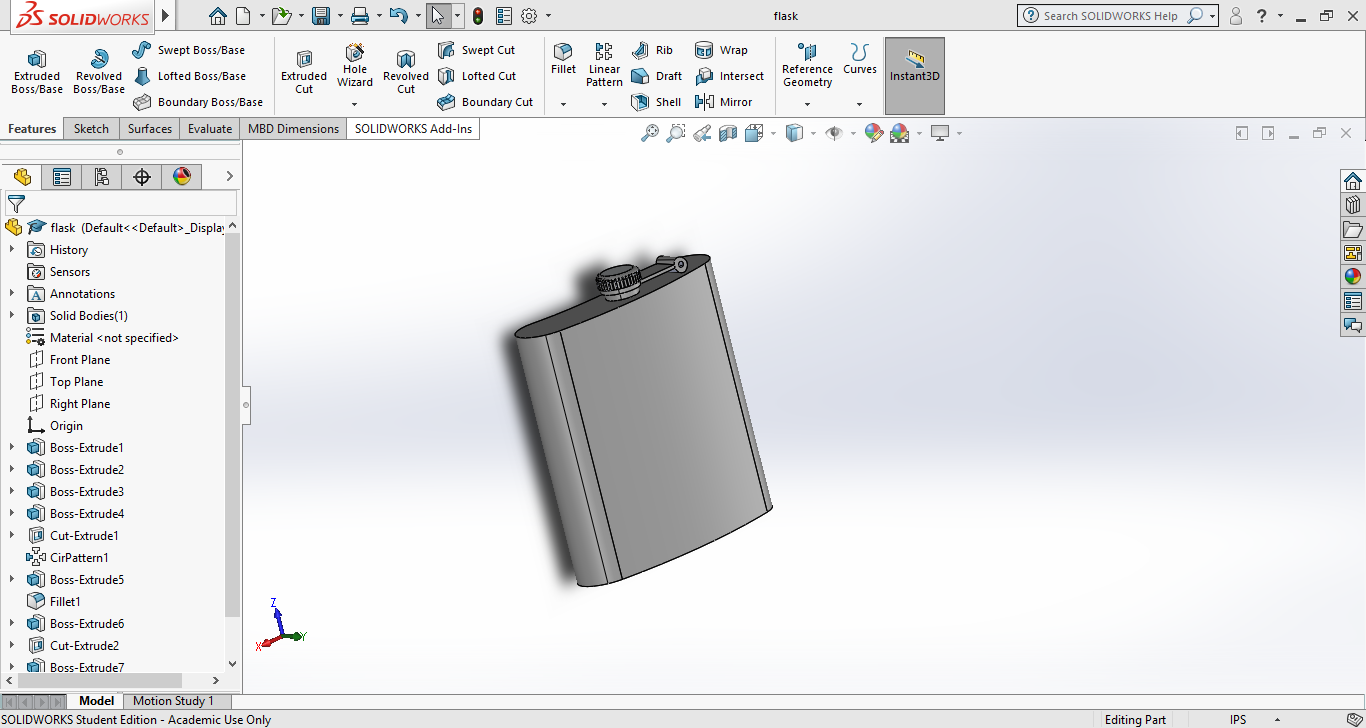 SOLIDWORKS
flask
Search SOLIDWORKS Help
?
Extruded Boss/Base
Revolved Boss/Base
Swept Boss/Base
Lofted Boss/Base
Boundary Boss/Base
Extruded Cut
Hole Wizard
Revolved Cut
Swept Cut
Lofted Cut
Boundary Cut
Fillet
Linear Pattern
Rib
Draft
Shell
Wrap
Intersect
Mirror
Reference Geometry
Curves
Instant3D
Features
Sketch
Surfaces
Evaluate
MBD Dimensions
SOLIDWORKS Add-Ins
flask (Default<<Default>_Display
History
Sensors
A Annotations
Solid Bodies(1)
Material <not specified>
Front Plane
Top Plane
Right Plane
Origin
Boss-Extrude1
Boss-Extrude2
Boss-Extrude3
Boss-Extrude4
Cut-Extrude1
CirPattern1
Boss-Extrude5
Fillet1
Boss-Extrude6
Cut-Extrude2
Boss-Extrude7
Z
X
Y
Model
Motion Study 1
SOLIDWORKS Student Edition - Academic Use Only
Editing Part
IPS